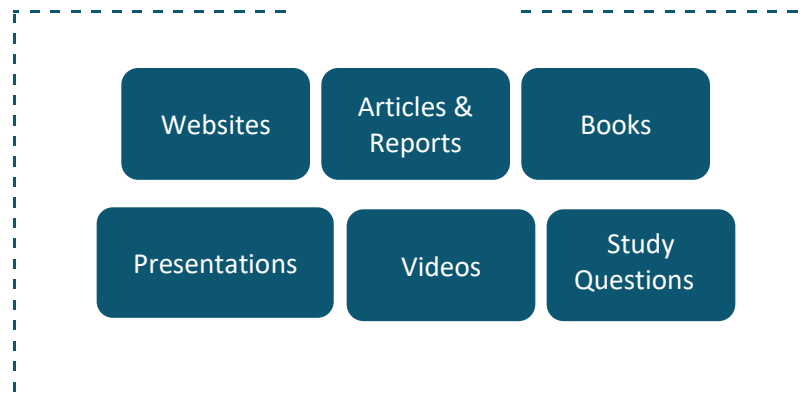 Websites
Articles &
Reports
Books
Presentations
Videos
Study
Questions